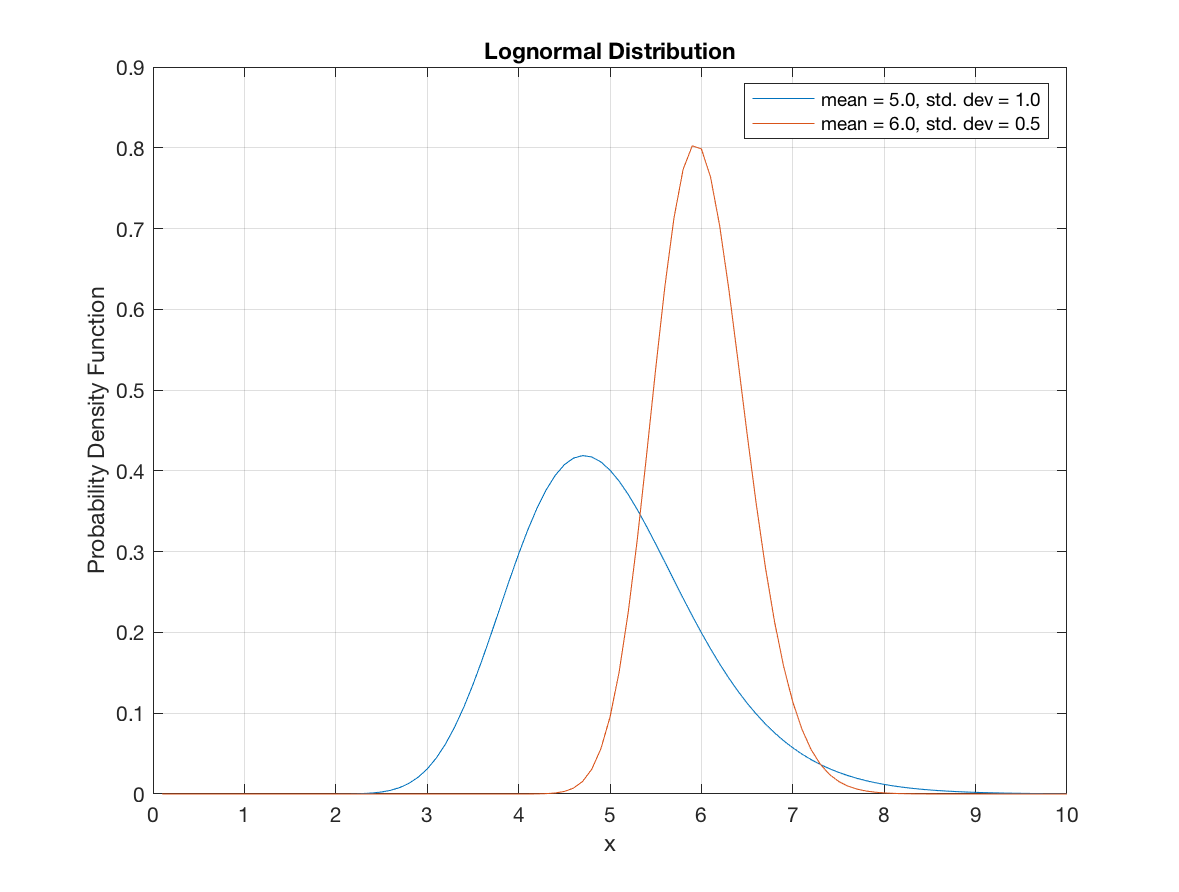 Lognormal Distribution
mean = 5.0, std. dev = 1.0
mean = 6.0, std. dev = 0.5
Probability Density Function
0.9
0.8
0.7
0.6
0.5
0.4
0.3
0.2
0.1
0
0 1 2 3 4 5 6 7 8 9 10
x